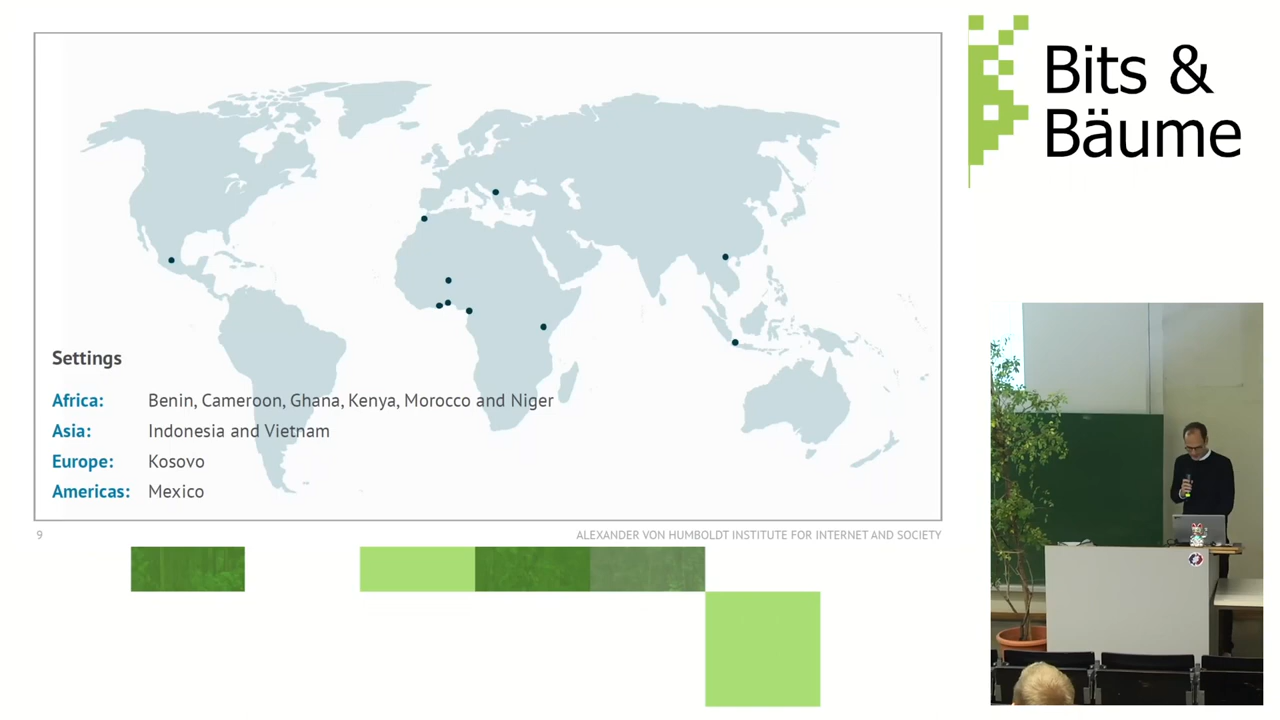 Bits &
Bäume
Settings
Africa: Benin, Cameroon, Ghana, Kenya, Morocco and Niger
Asia: Indonesia and Vietnam
Europe: Kosovo
Americas: Mexico
9
ALEXANDER VON HUMBOLDT INSTITUTE FOR INTERNET AND SOCIETY